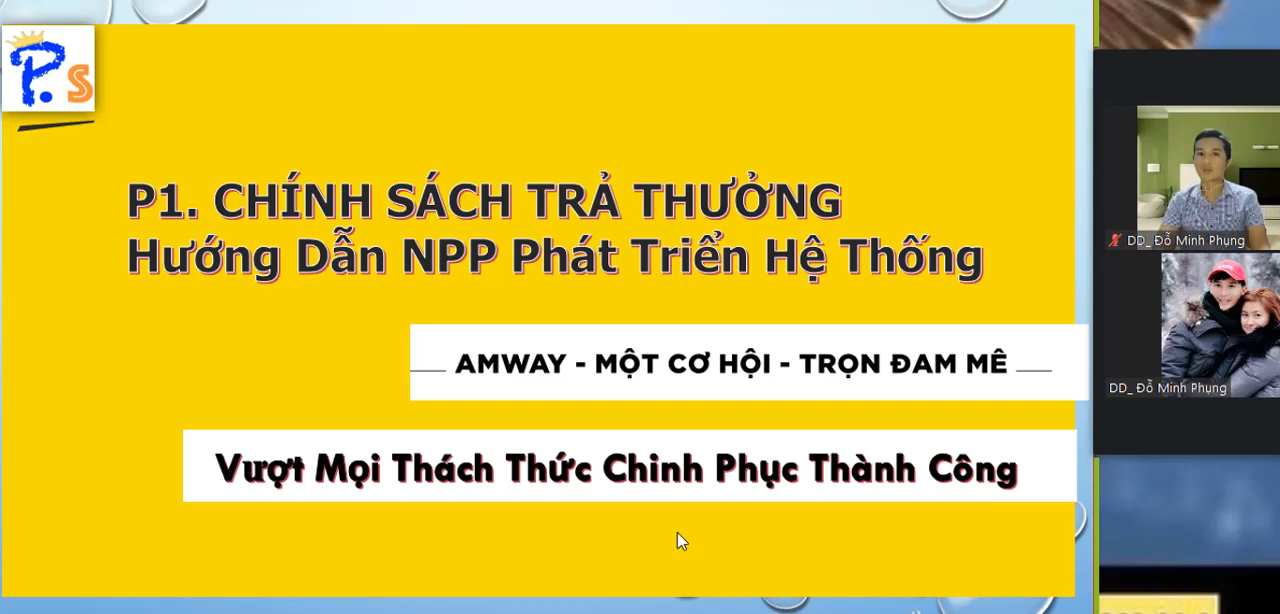 P.s
P1. CHÍNH SÁCH TRẢ THƯỞNG
Hướng Dẫn NPP Phát Triển Hệ Thống
AMWAY - MỘT CƠ HỘI - TRỌN ĐAM MÊ
Vượt Mọi Thách Thức Chinh Phục Thành Công
DD_ Đỗ Minh Phụng
DD_ Đỗ Minh Phụng